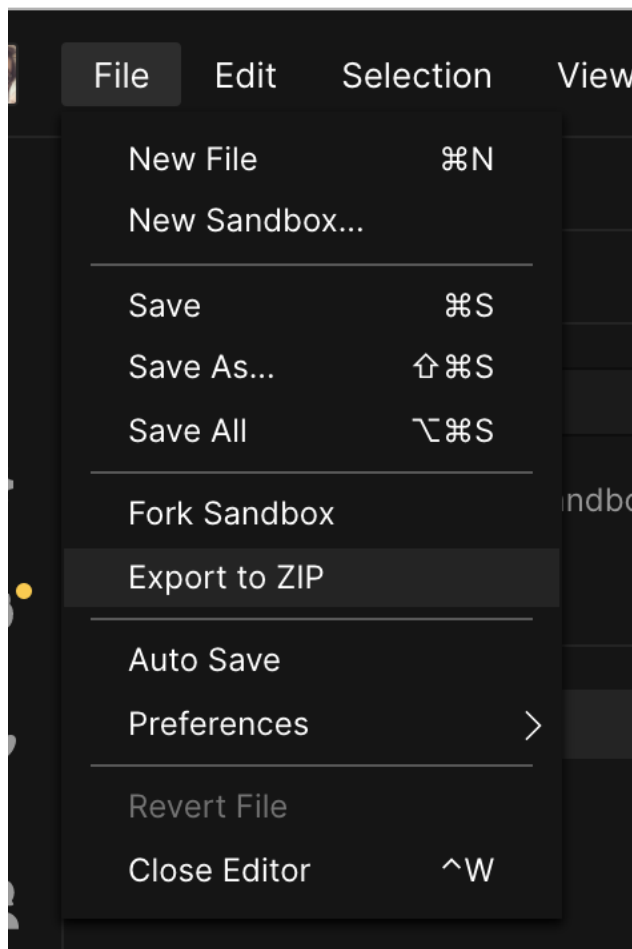 File Edit Selection View
New File ⌘N
New Sandbox...
Save ⌘S
Save As... ⇧⌘S
Save All ⌥⌘S
Fork Sandbox
Export to ZIP
Auto Save
Preferences
Revert File
Close Editor ^W